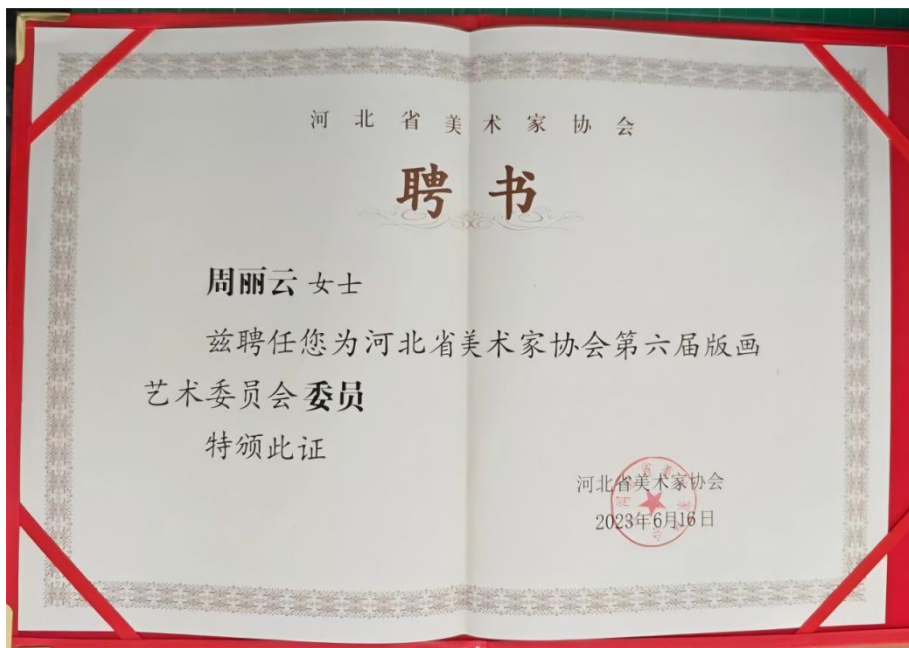 河北省美术家协会
聘书
周丽云 女士
兹聘任您为河北省美术家协会第六届版画
艺术委员会 委员
特颁此证
河北省美术家协会
2023年6月16日